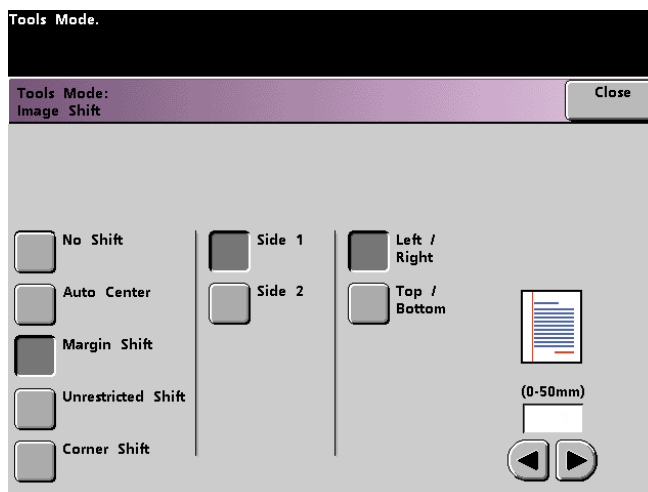 Tools Mode.
Tools Mode:
Image Shift
Close
No Shift
Auto Center
Margin Shift
Unrestricted Shift
Corner Shift
Side 1
Side 2
Left /
Right
Top /
Bottom
(0-50mm)